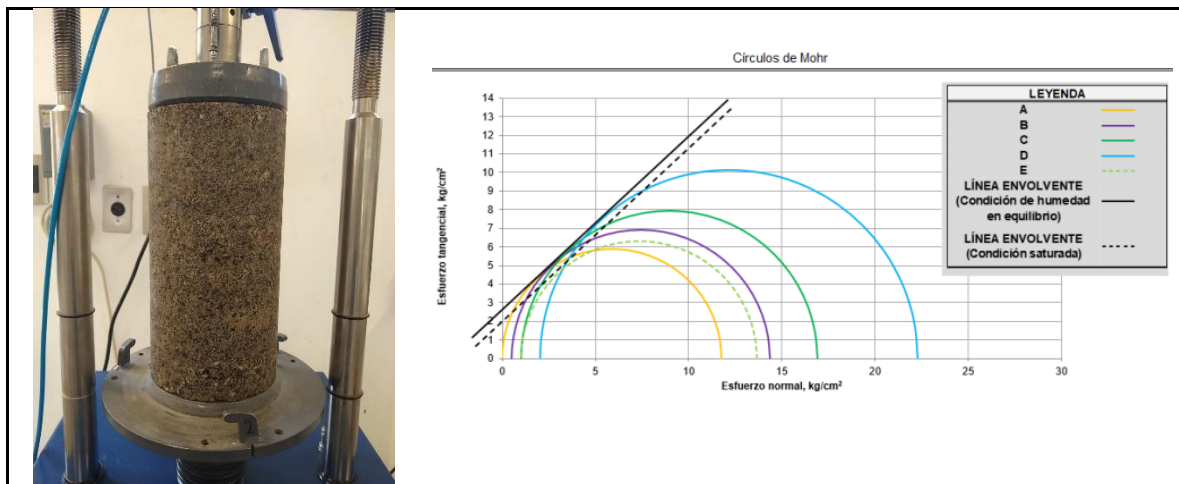 Círculos de Mohr
14
13
12
11
10
9
8
7
6
5
4
3
2
1
0
Esfuerzo tangencial, kg/cm²
0 5 10 15 20 25 30
Esfuerzo normal, kg/cm²
LEYENDA
A
B
C
D
E
LÍNEA ENVOLVENTE
(Condición de humedad
en equilibrio)
LÍNEA ENVOLVENTE
(Condición saturada)
2